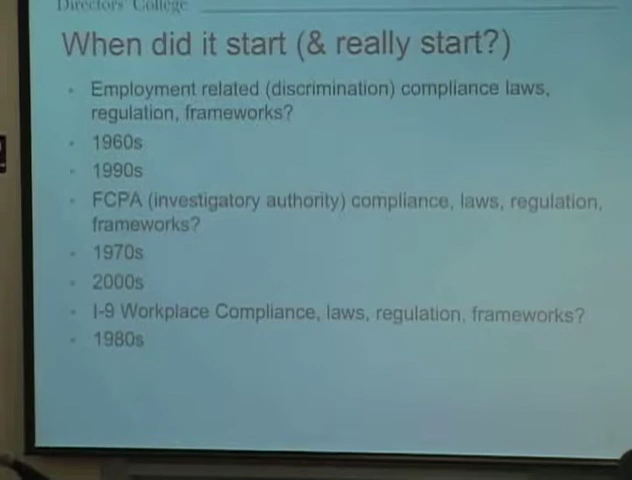 Directors' College
When did it start (& really start?)
Employment related (discrimination) compliance laws,
regulation, frameworks?
1960s
1990s
FCPA (investigatory authority) compliance, laws, regulation,
frameworks?
1970s
2000s
I-9 Workplace Compliance, laws, regulation, frameworks?
1980s